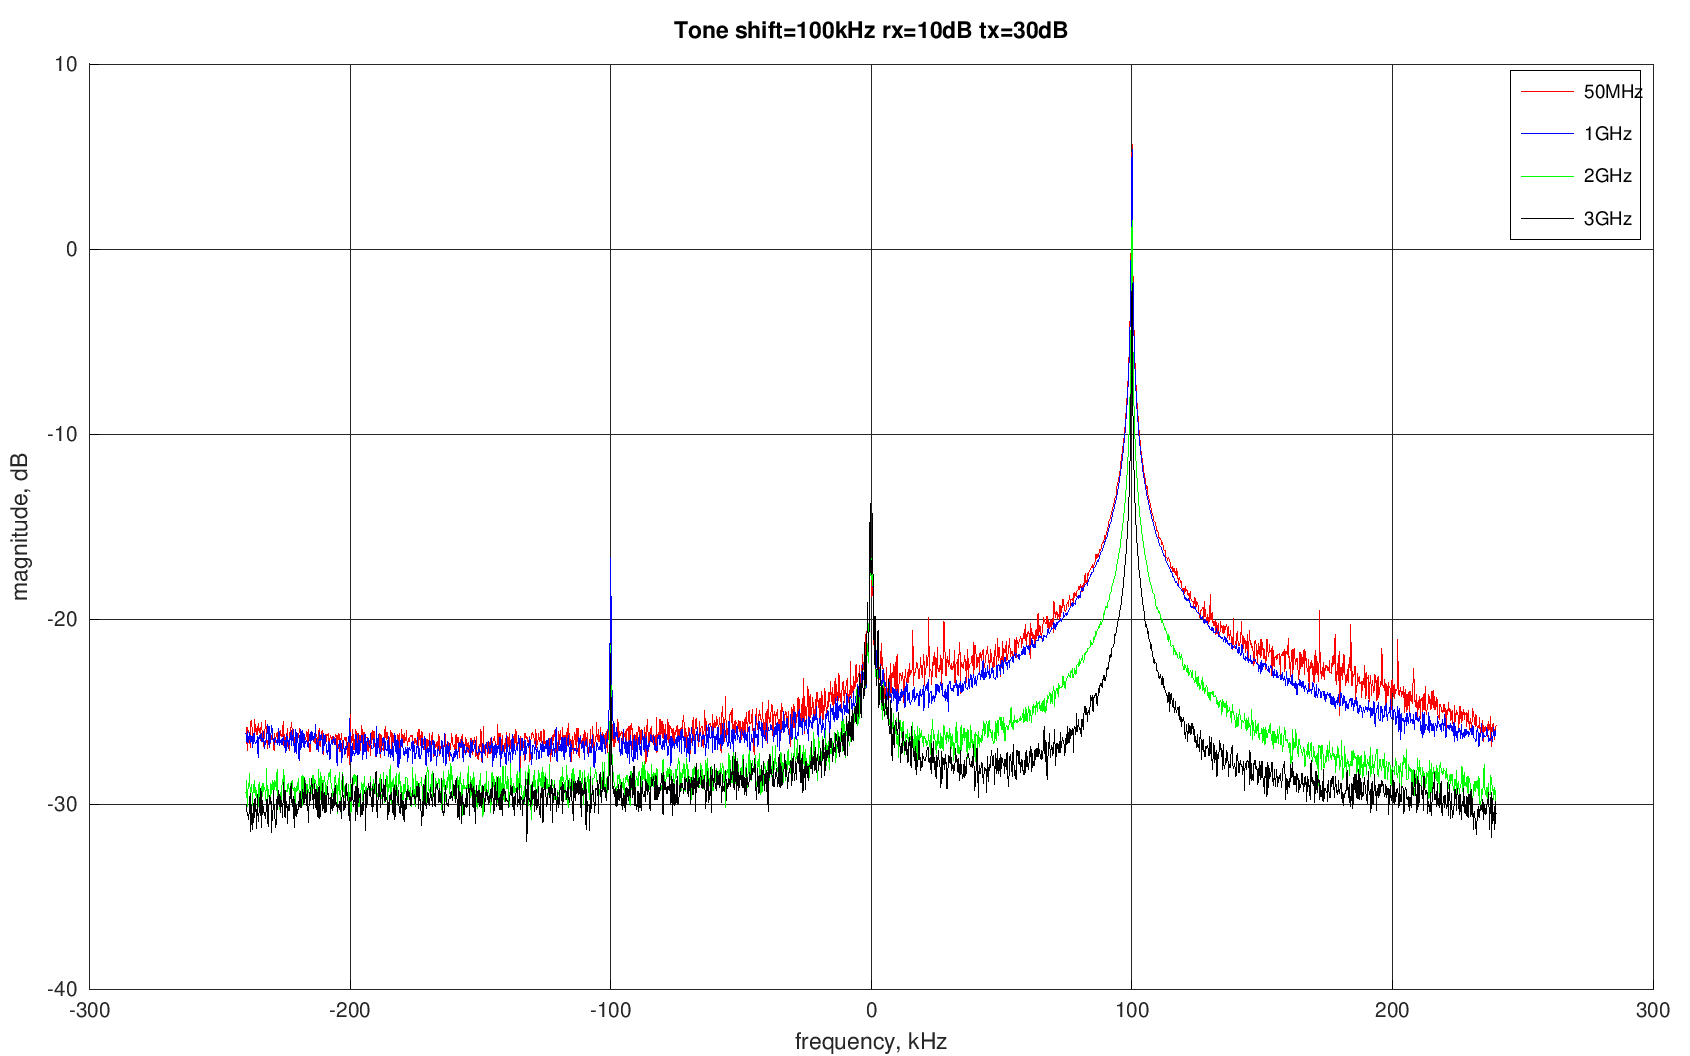 Tone shift=100kHz rx=10dB tx=30dB
10
0
-10
-20
-30
-40
-300
-200
-100
0
100
200
300
magnitude, dB
frequency, kHz
50MHz
1GHz
2GHz
3GHz